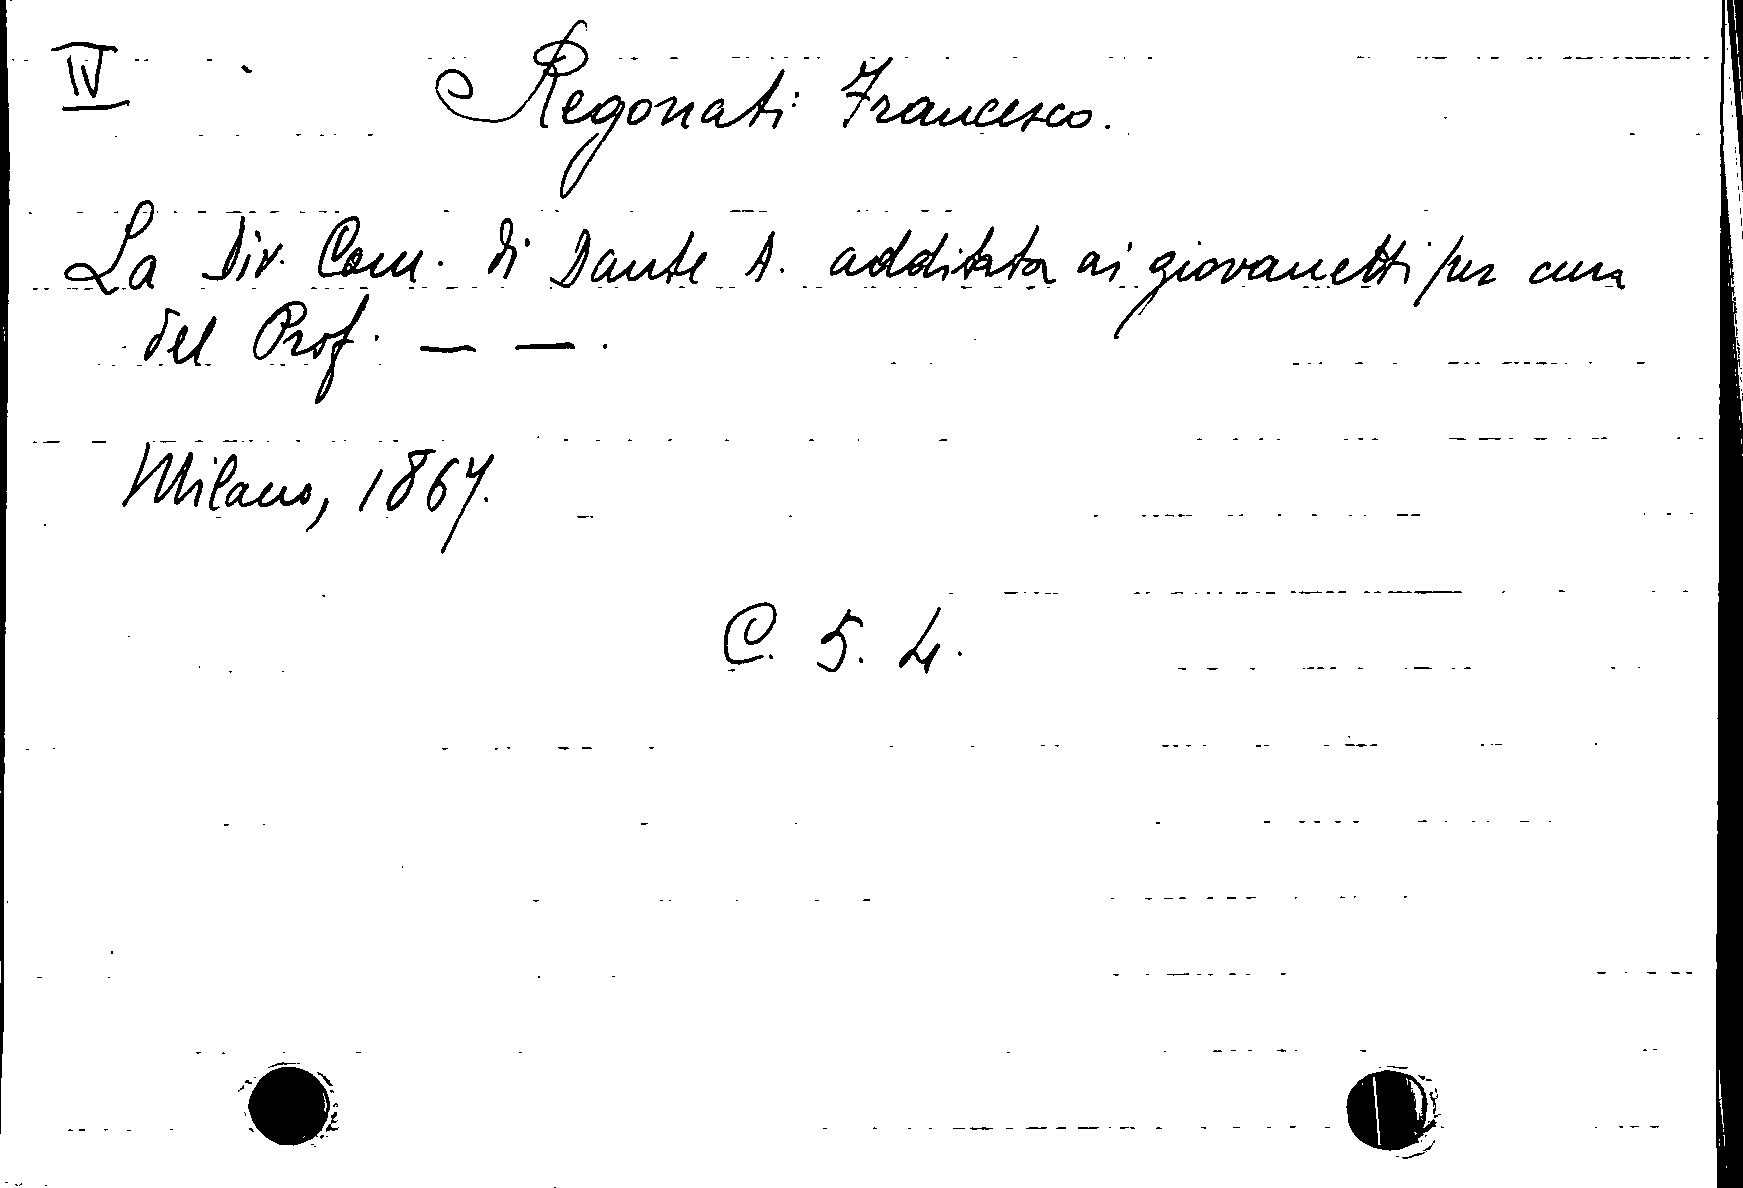 IV
Regonati Francesco.
La Div. Com. di Dante A. additata ai giovanetti per cura
del Prof. — —.
Milano, 1867.
C. 5. 4.